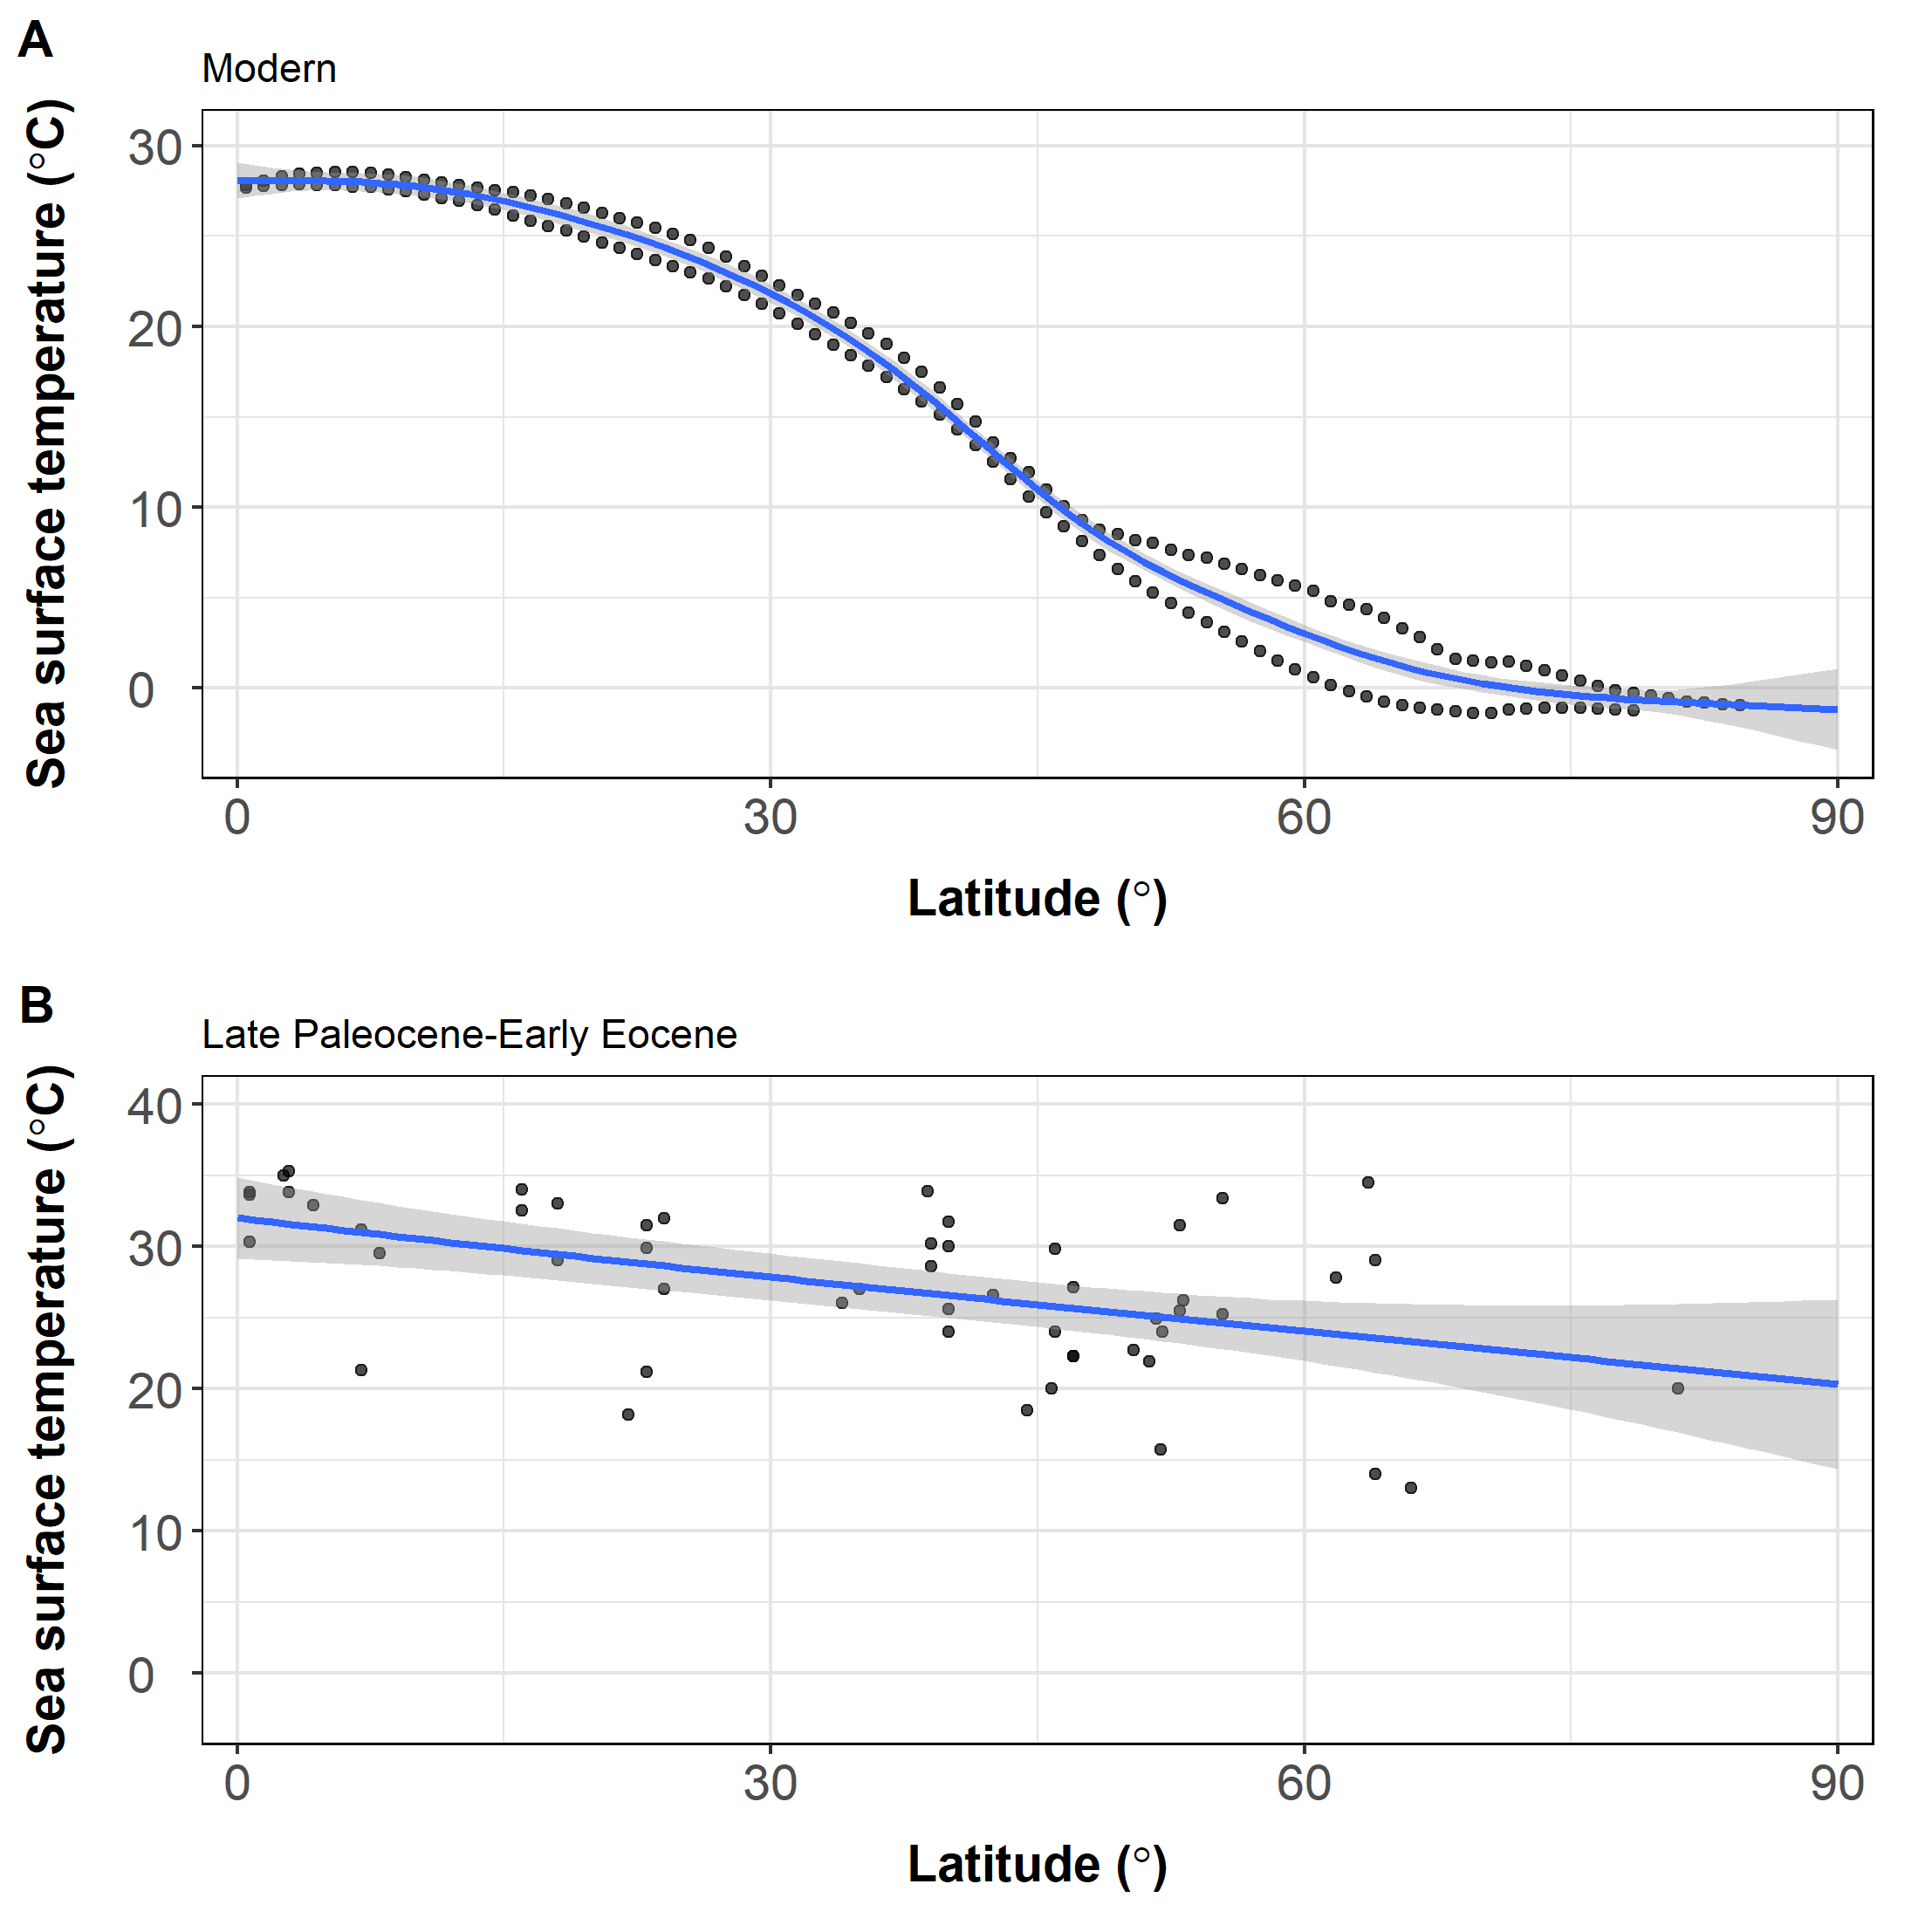 A
Modern
Sea surface temperature (°C)
30
20
10
0
0 30 60 90
Latitude (°)
B
Late Paleocene-Early Eocene
Sea surface temperature (°C)
40
30
20
10
0
0 30 60 90
Latitude (°)